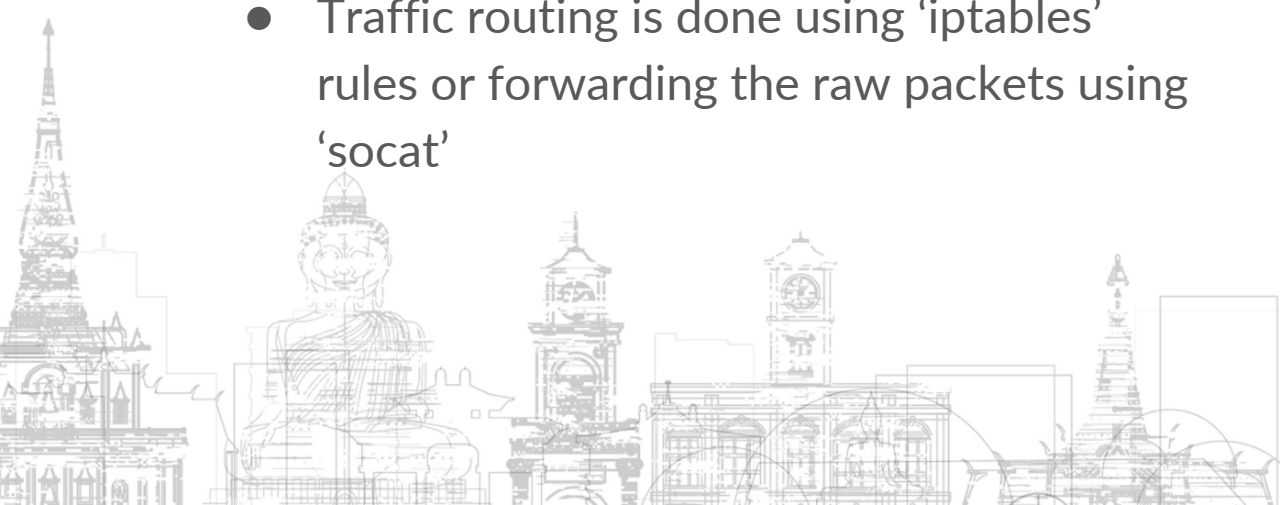 ● Traffic routing is done using ‘iptables’
rules or forwarding the raw packets using
‘socat’